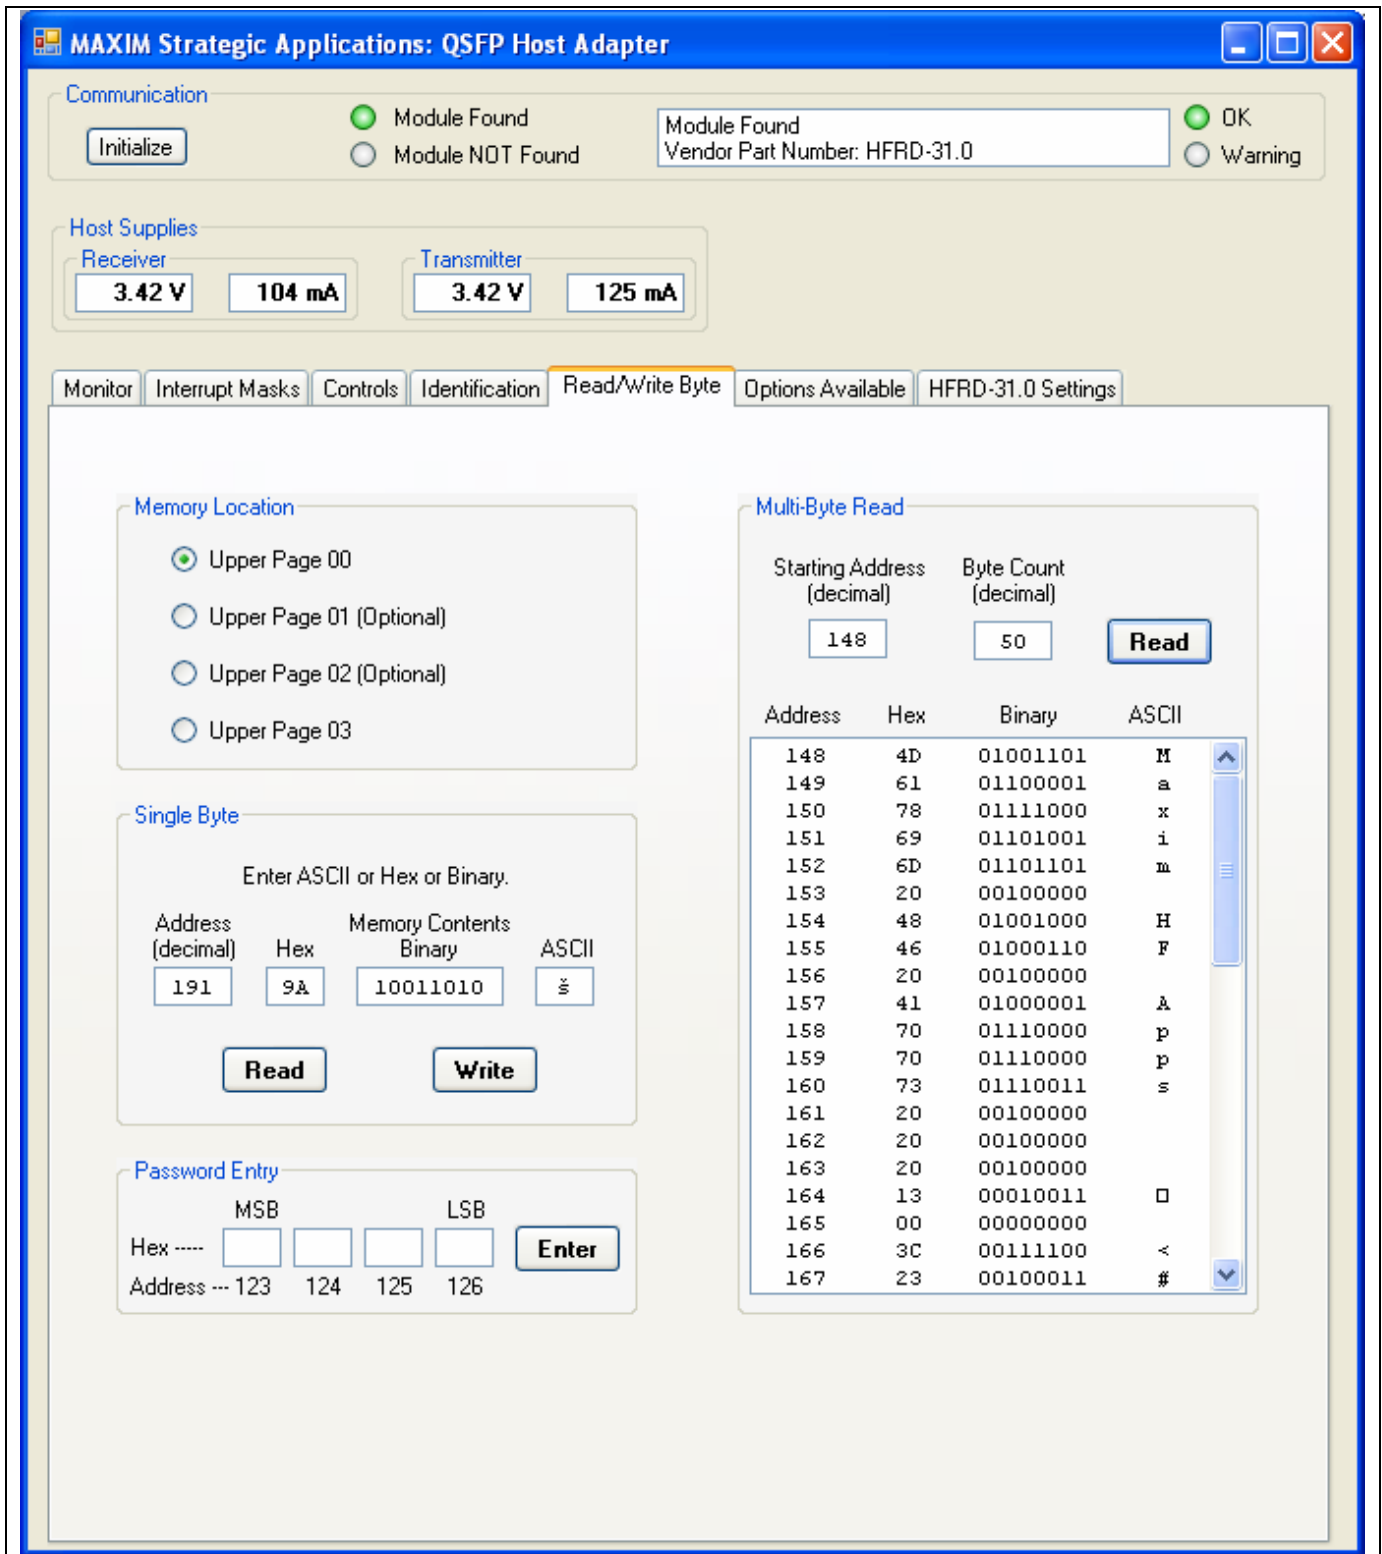 MAXIM Strategic Applications: QSFP Host Adapter
Communication
Initialize
Module Found
Module NOT Found
Module Found
Vendor Part Number: HFRD-31.0
OK
Warning
Host Supplies
Receiver
3.42 V 104 mA
Transmitter
3.42 V 125 mA
Monitor Interrupt Masks Controls Identification Read/Write Byte Options Available HFRD-31.0 Settings
Memory Location
Upper Page 00
Upper Page 01 (Optional)
Upper Page 02 (Optional)
Upper Page 03
Single Byte
Enter ASCII or Hex or Binary.
Address Memory Contents
(decimal) Hex Binary ASCII
191 9A 10011010 š
Read Write
Password Entry
MSB LSB
Hex ----- Enter
Address --- 123 124 125 126
Multi-Byte Read
Starting Address Byte Count
(decimal) (decimal)
148 50 Read
Address Hex Binary ASCII
148 4D 01001101 M
149 61 01100001 a
150 78 01111000 x
151 69 01101001 i
152 6D 01101101 m
153 20 00100000
154 48 01001000 H
155 46 01000110 F
156 20 00100000
157 41 01000001 A
158 70 01110000 p
159 70 01110000 p
160 73 01110011 s
161 20 00100000
162 20 00100000
163 20 00100000
164 13 00010011 □
165 00 00000000
166 3C 00111100 <
167 23 00100011 #